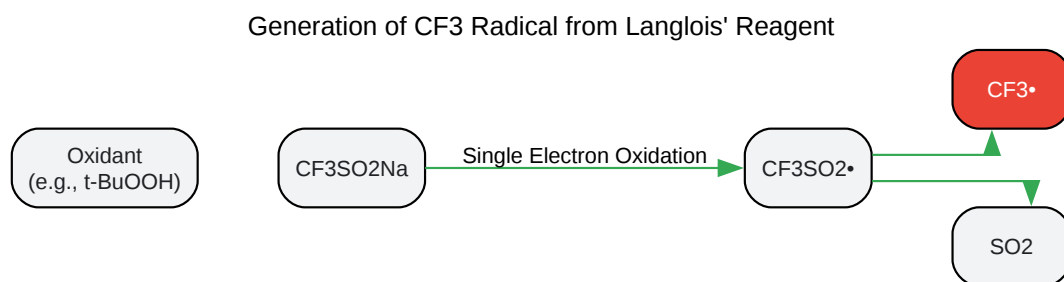 Generation of CF3 Radical from Langlois' Reagent
CF3•
Oxidant
(e.g., t-BuOOH)
CF3SO2Na
Single Electron Oxidation
CF3SO2•
SO2